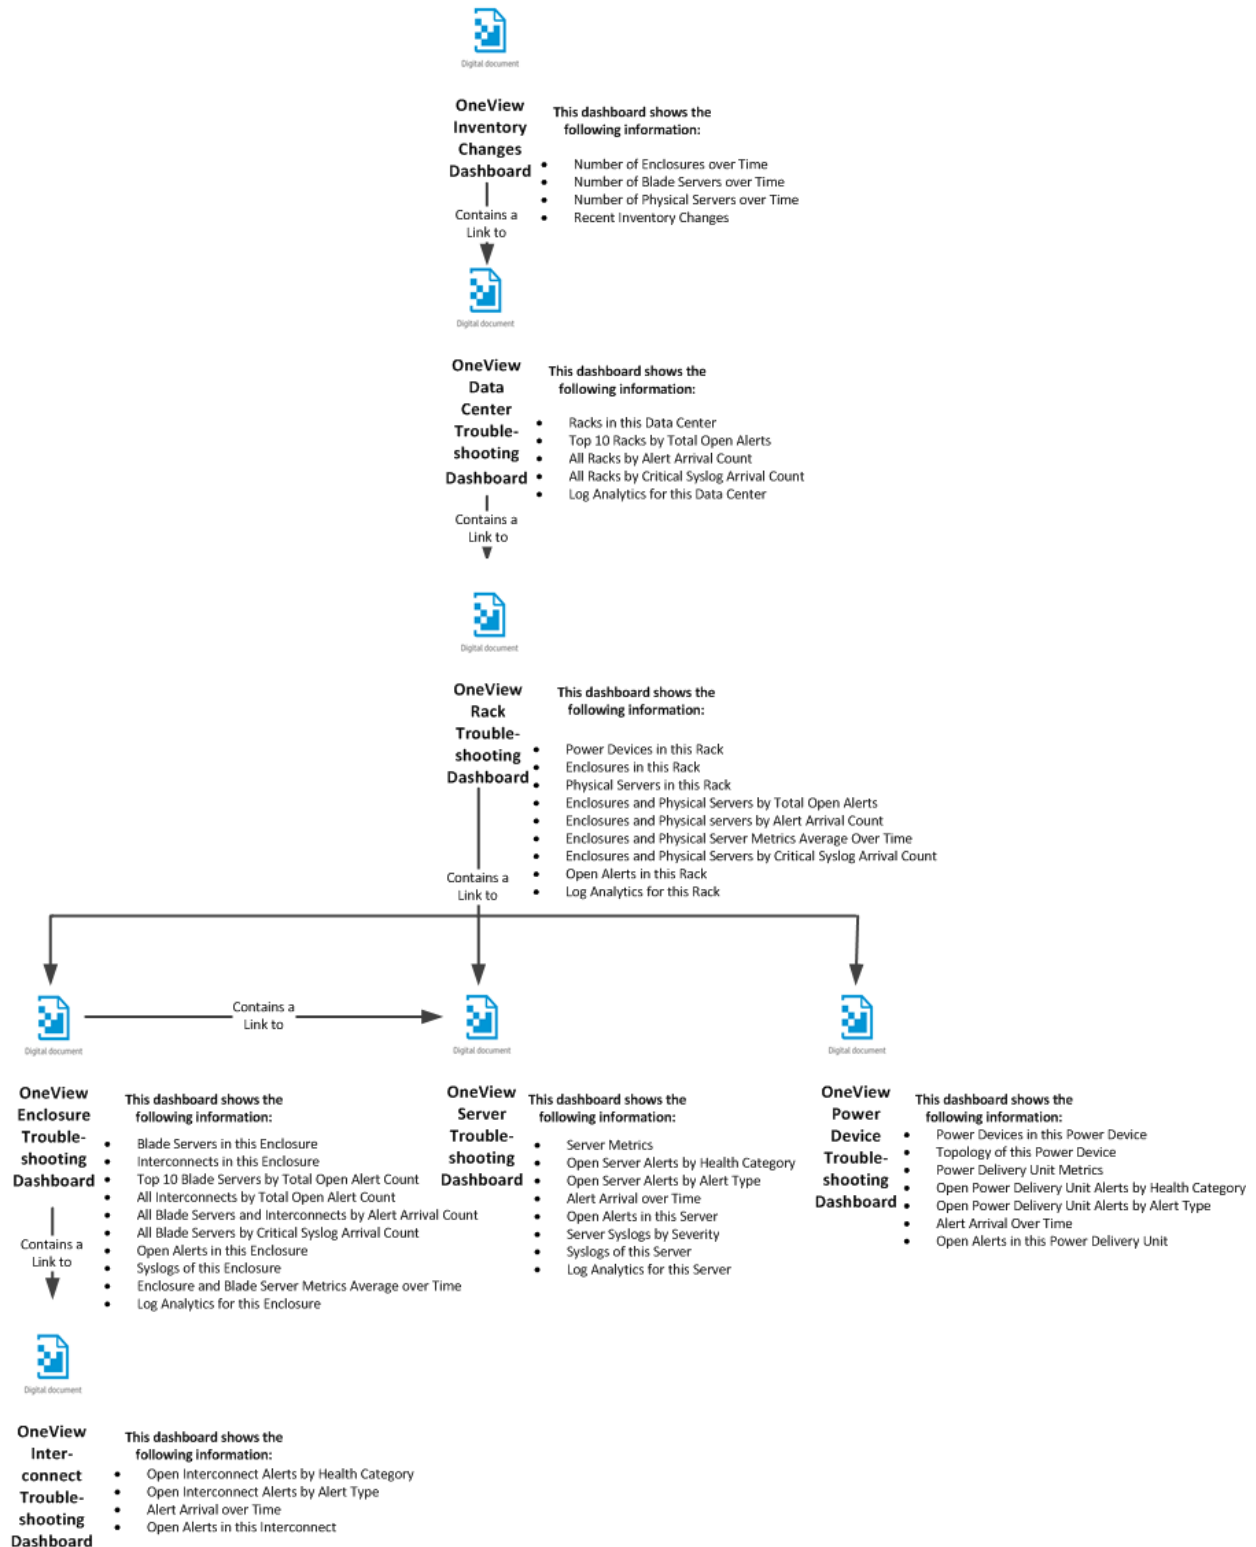 Digital document
OneView
Inventory
Changes
Dashboard
This dashboard shows the
following information:
• Number of Enclosures over Time
• Number of Blade Servers over Time
• Number of Physical Servers over Time
• Recent Inventory Changes
Contains a
Link to
Digital document
OneView
Data
Center
Trouble-
shooting
Dashboard
This dashboard shows the
following information:
• Racks in this Data Center
• Top 10 Racks by Total Open Alerts
• All Racks by Alert Arrival Count
• All Racks by Critical Syslog Arrival Count
• Log Analytics for this Data Center
Contains a
Link to
Digital document
OneView
Rack
Trouble-
shooting
Dashboard
This dashboard shows the
following information:
• Power Devices in this Rack
• Enclosures in this Rack
• Physical Servers in this Rack
• Enclosures and Physical Servers by Total Open Alerts
• Enclosures and Physical servers by Alert Arrival Count
• Enclosures and Physical Server Metrics Average Over Time
• Enclosures and Physical Servers by Critical Syslog Arrival Count
• Open Alerts in this Rack
• Log Analytics for this Rack
Contains a
Link to
Digital document
Contains a
Link to
Digital document
Digital document
OneView
Enclosure
Trouble-
shooting
Dashboard
This dashboard shows the
following information:
• Blade Servers in this Enclosure
• Interconnects in this Enclosure
• Top 10 Blade Servers by Total Open Alert Count
• All Interconnects by Total Open Alert Count
• All Blade Servers and Interconnects by Alert Arrival Count
• All Blade Servers by Critical Syslog Arrival Count
• Open Alerts in this Enclosure
• Syslogs of this Enclosure
• Enclosure and Blade Server Metrics Average over Time
• Log Analytics for this Enclosure
OneView
Server
Trouble-
shooting
Dashboard
This dashboard shows the
following information:
• Server Metrics
• Open Server Alerts by Health Category
• Open Server Alerts by Alert Type
• Alert Arrival over Time
• Open Alerts in this Server
• Server Syslogs by Severity
• Syslogs of this Server
• Log Analytics for this Server
OneView
Power
Device
Trouble-
shooting
Dashboard
This dashboard shows the
following information:
• Power Devices in this Power Device
• Topology of this Power Device
• Power Delivery Unit Metrics
• Open Power Delivery Unit Alerts by Health Category
• Open Power Delivery Unit Alerts by Alert Type
• Alert Arrival Over Time
• Open Alerts in this Power Delivery Unit
Contains a
Link to
Digital document
OneView
Inter-
connect
Trouble-
shooting
Dashboard
This dashboard shows the
following information:
• Open Interconnect Alerts by Health Category
• Open Interconnect Alerts by Alert Type
• Alert Arrival over Time
• Open Alerts in this Interconnect